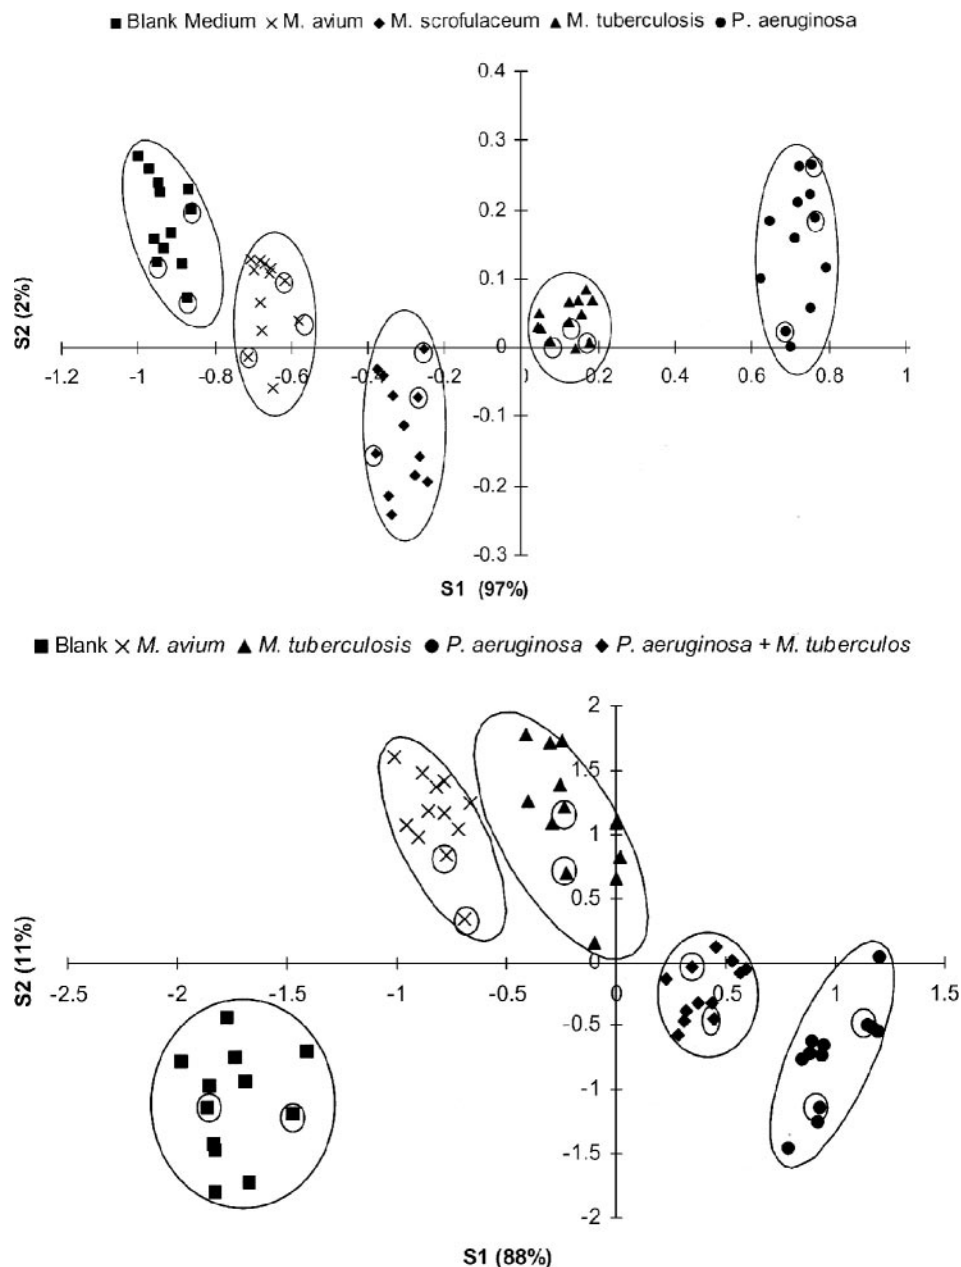 ■ Blank Medium × M. avium ◆ M. scrofulaceum ▲ M. tuberculosis ● P. aeruginosa
0.4
0.3
0.2
0.1
0
-1.2 -1 -0.8 -0.6 -0.4 -0.2 0 0.2 0.4 0.6 0.8 1
-0.1
-0.2
-0.3
S2 (2%)
S1 (97%)
■ Blank × M. avium ▲ M. tuberculosis ● P. aeruginosa ◆ P. aeruginosa + M. tuberculos
2
1.5
1
0.5
0
-2.5 -2 -1.5 -1 -0.5 0 0.5 1 1.5
-0.5
-1
-1.5
-2
S2 (11%)
S1 (88%)